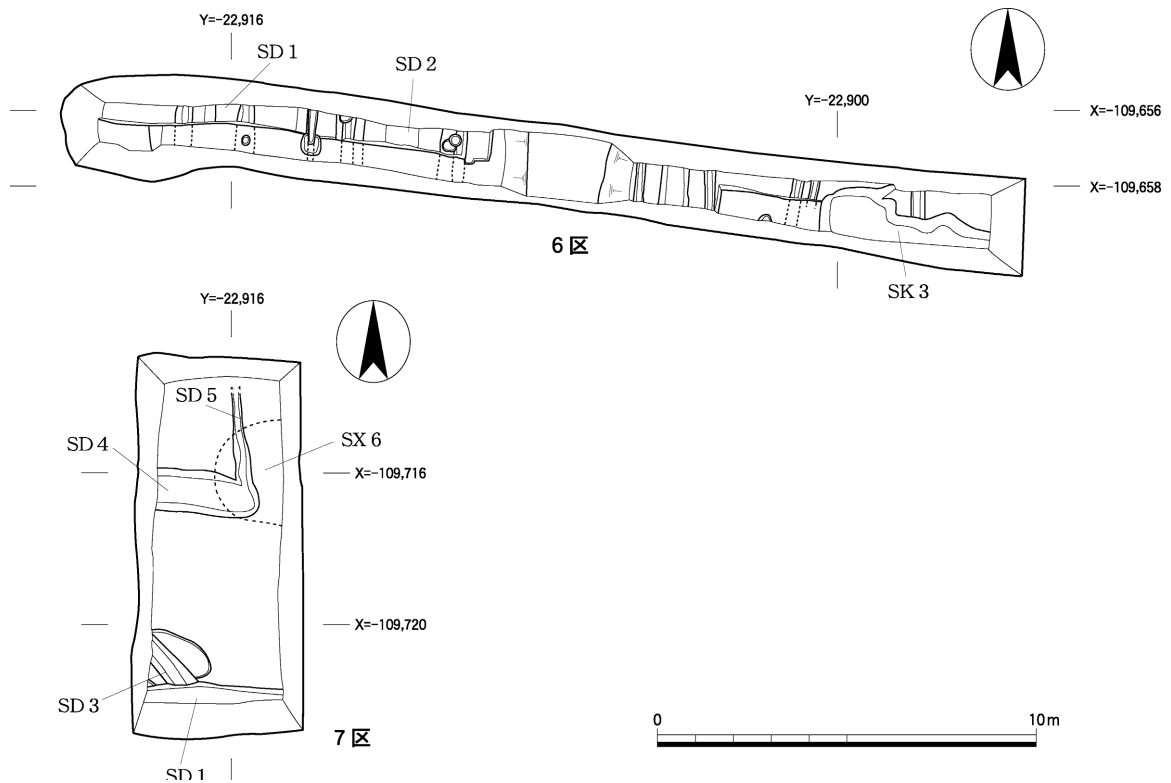 Y=-22,916
SD 1
SD 2
Y=-22,900
X=-109,656
X=-109,658
6 区
SK 3
Y=-22,916
SD 5
SD 4
SX 6
X=-109,716
X=-109,720
SD 3
7 区
SD 1
0
10m